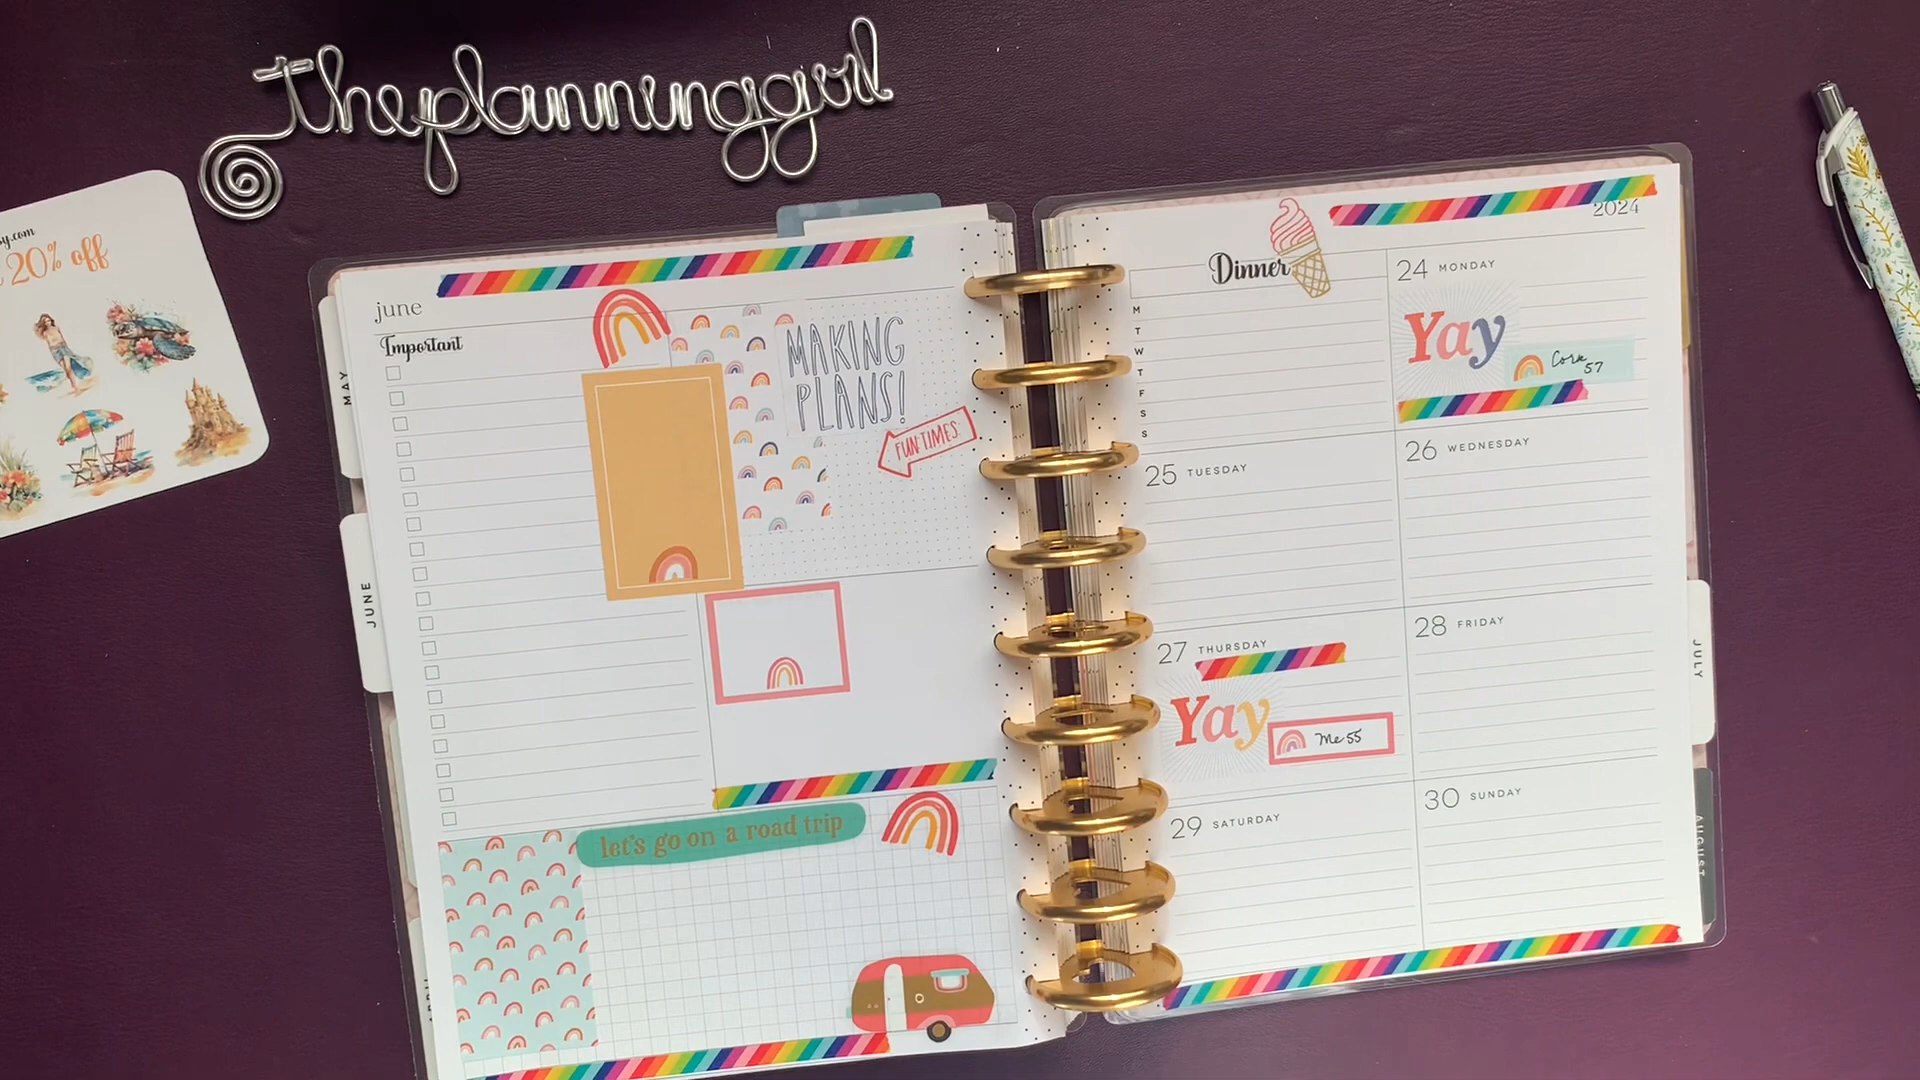 theplanninggirl
y.com
20% off
june
Important
MAKING
PLANS!
FUN TIMES
let's go on a road trip
MAY
JUNE
2024
Dinner
M
T
W
T
F
S
S
24 MONDAY
Yay
57
25 TUESDAY
26 WEDNESDAY
27 THURSDAY
Yay
Me 55
28 FRIDAY
29 SATURDAY
30 SUNDAY
JULY
AUGUST